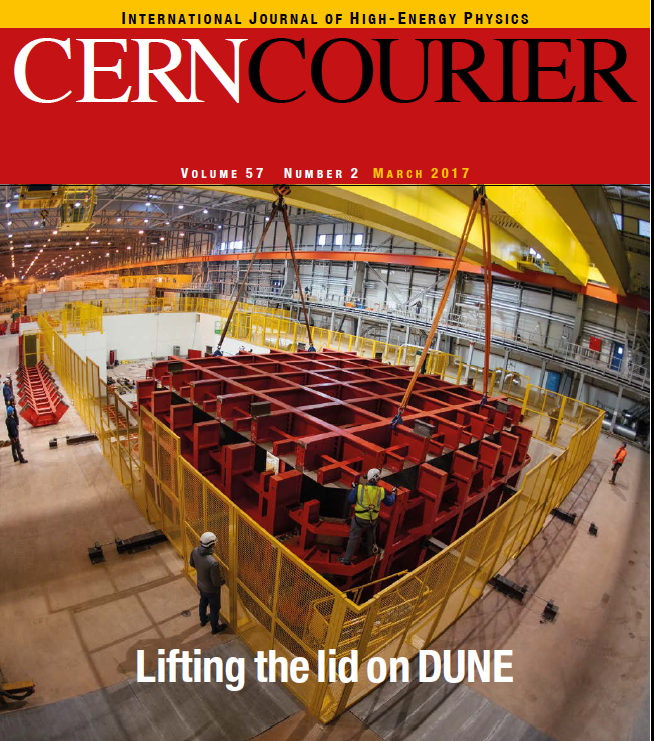 INTERNATIONAL JOURNAL OF HIGH-ENERGY PHYSICS
CERNCOURIER
VOLUME 57 NUMBER 2 MARCH 2017
Lifting the lid on DUNE